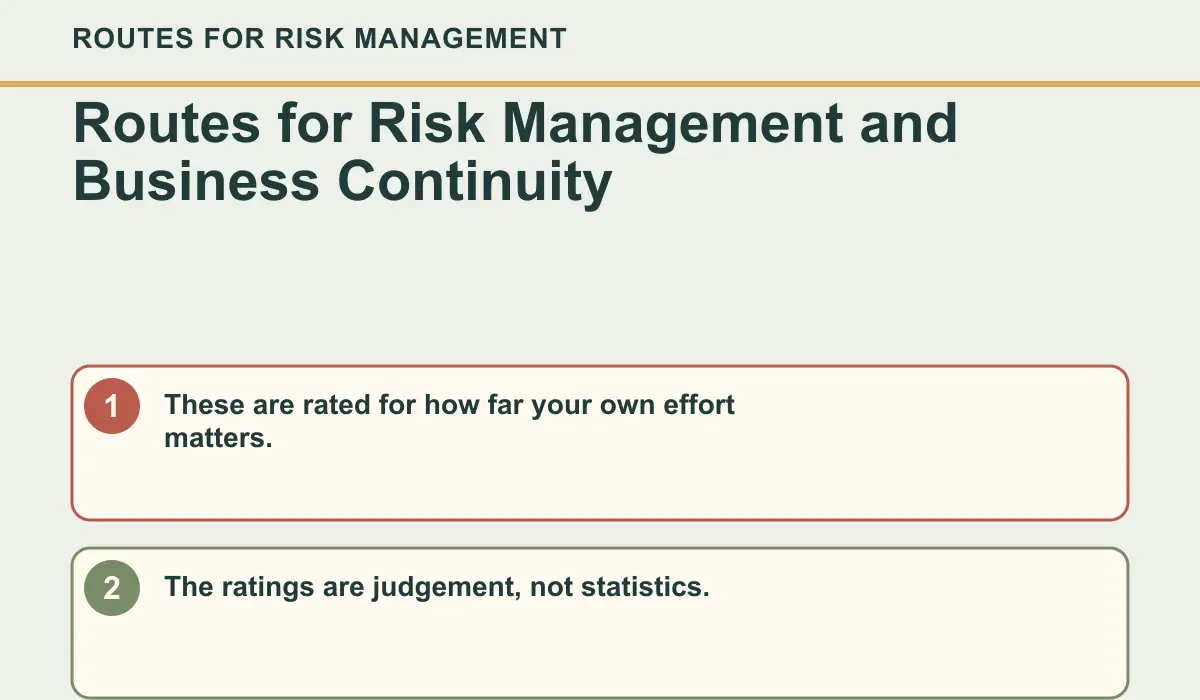 ROUTES FOR RISK MANAGEMENT
Routes for Risk Management and
Business Continuity
1
These are rated for how far your own effort
matters.
2
The ratings are judgement, not statistics.